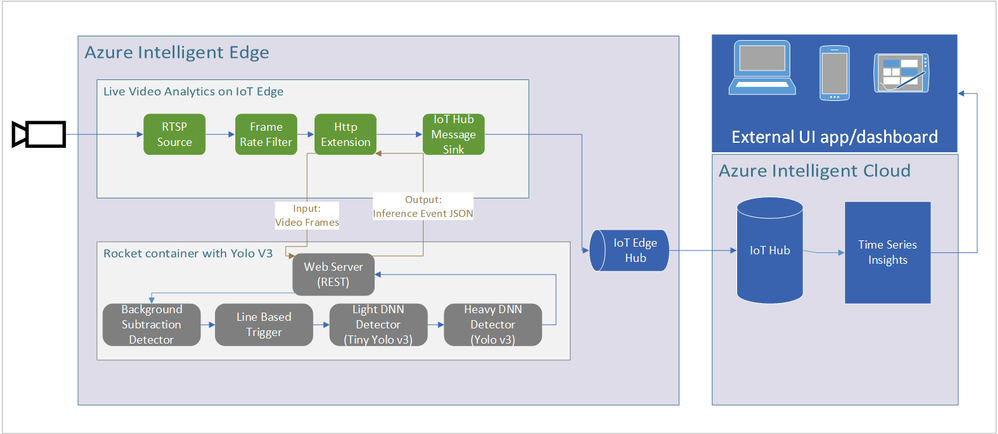 Azure Intelligent Edge
Live Video Analytics on IoT Edge
RTSP
Source
Frame
Rate Filter
Http
Extension
IoT Hub
Message
Sink
Input:
Video Frames
Output:
Inference Event JSON
Rocket container with Yolo V3
Web Server
(REST)
Background
Subtraction
Detector
Line Based
Trigger
Light DNN
Detector
(Tiny Yolo v3)
Heavy DNN
Detector
(Yolo v3)
IoT Edge
Hub
External UI app/dashboard
Azure Intelligent Cloud
IoT Hub
Time Series
Insights